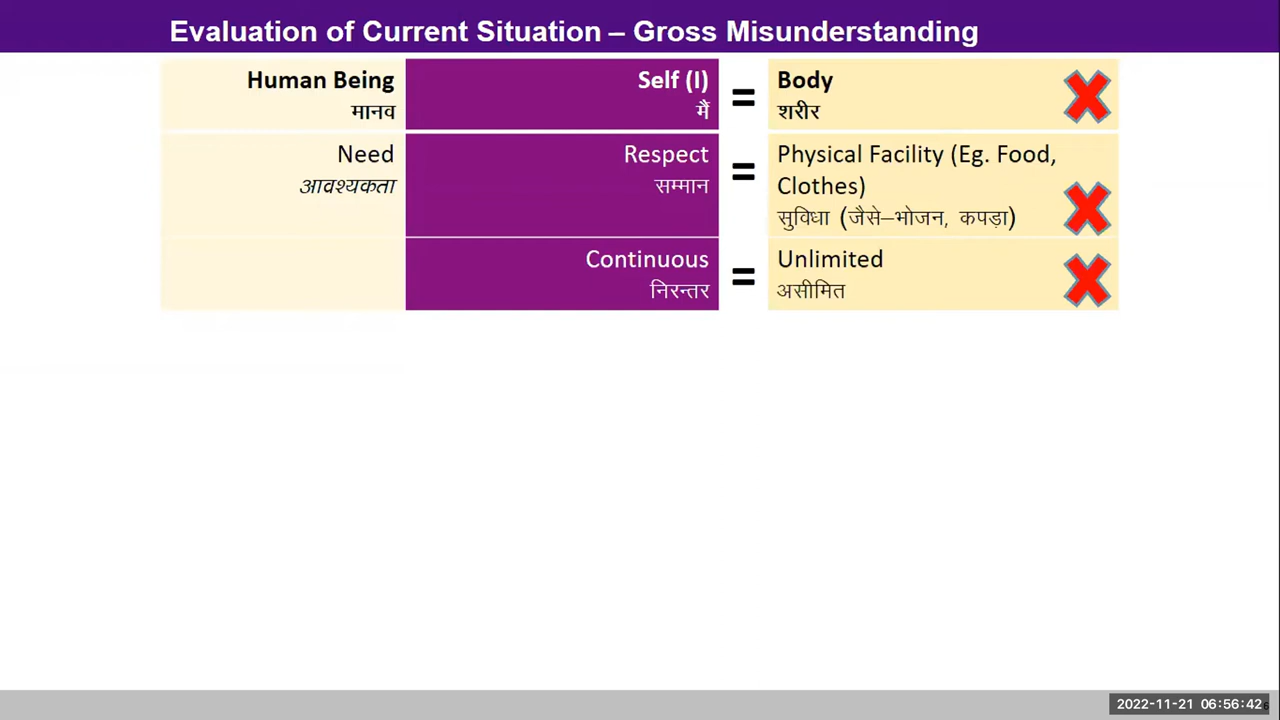 Evaluation of Current Situation – Gross Misunderstanding
Human Being Self (I) = Body
मानव मैं शरीर
Need Respect = Physical Facility (Eg. Food,
आवश्यकता सम्मान Clothes)
सुविधा (जैसे–भोजन, कपड़ा)
Continuous = Unlimited
निरन्तर असीमित
2022-11-21 06:56:42